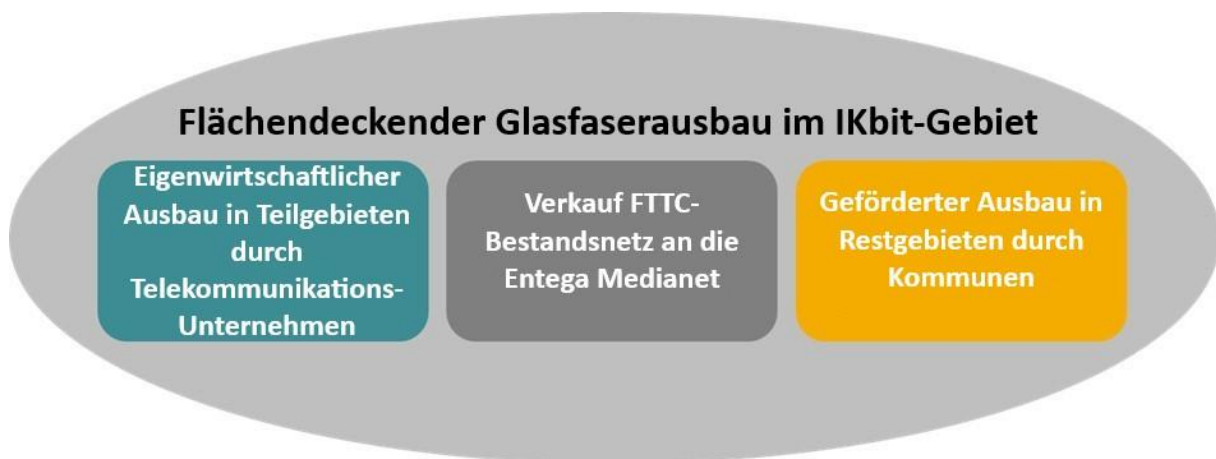 Flächendeckender Glasfaserausbau im IKbit-Gebiet
Eigenwirtschaftlicher
Ausbau in Teilgebieten
durch
Telekommunikations-
Unternehmen
Verkauf FTTC-
Bestandsnetz an die
Entega Medianet
Geförderter Ausbau in
Restgebieten durch
Kommunen